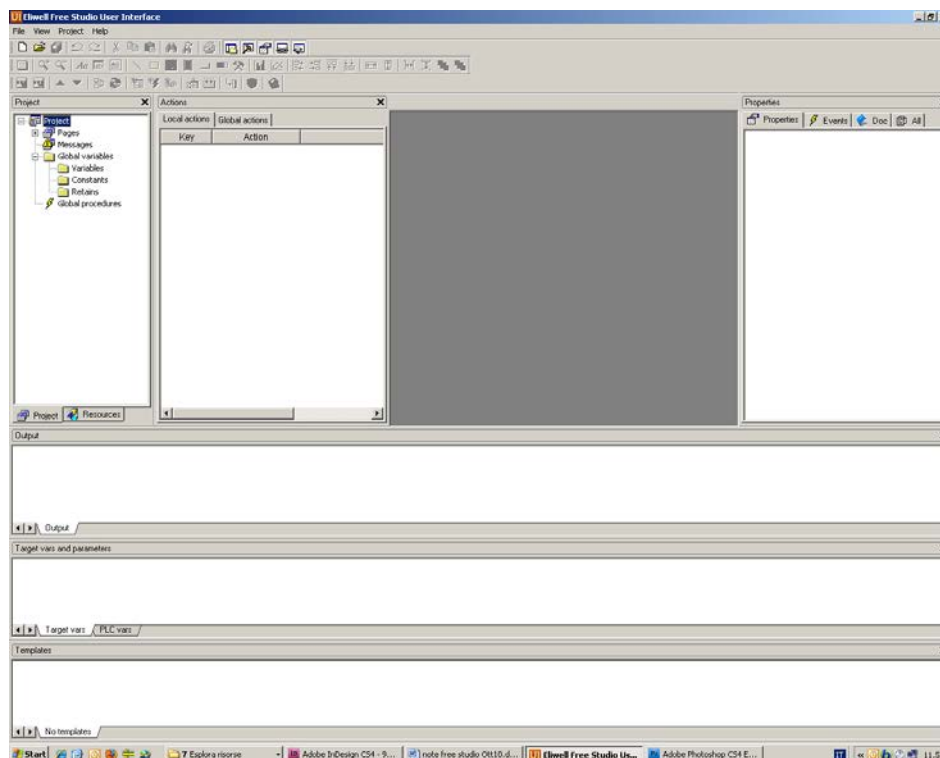 Eliwell Free Studio User Interface
File View Project Help
Project
Project
Pages
Messages
Global variables
Variables
Constants
Retains
Global procedures
Project Resources
Actions
Local actions Global actions
Key Action
Properties
Properties Events Doc All
Output
Output
Target vars and parameters
Target vars PLC vars
Templates
No templates
Start 7 Esplora risorse Adobe InDesign CS4 - 9... note free studio Ott10.d... Eliwell Free Studio Us... Adobe Photoshop CS4 E... IT